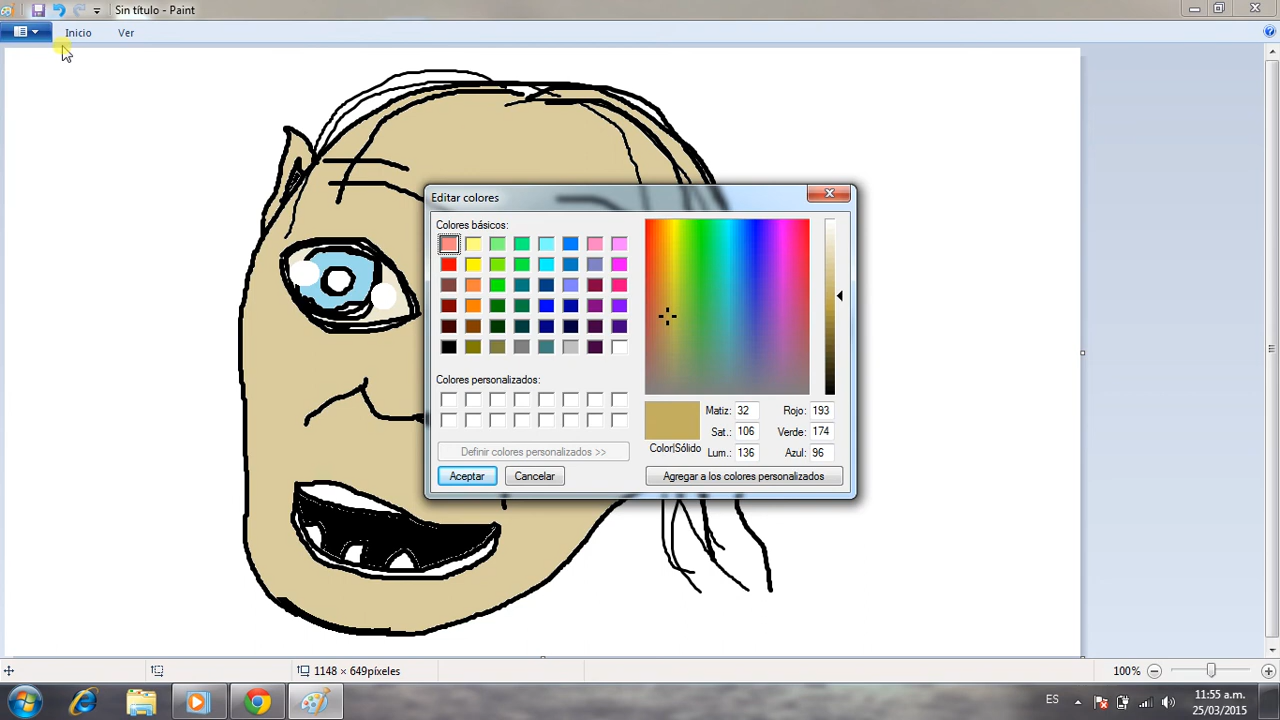 Sin título - Paint
Inicio Ver
Editar colores
Colores básicos:
Colores personalizados:
Definir colores personalizados >>
Aceptar Cancelar
Color|Sólido
Matiz: 32 Rojo: 193
Sat.: 106 Verde: 174
Lum.: 136 Azul: 96
Agregar a los colores personalizados
1148 × 649píxeles 100%
ES 11:55 a.m.
25/03/2015